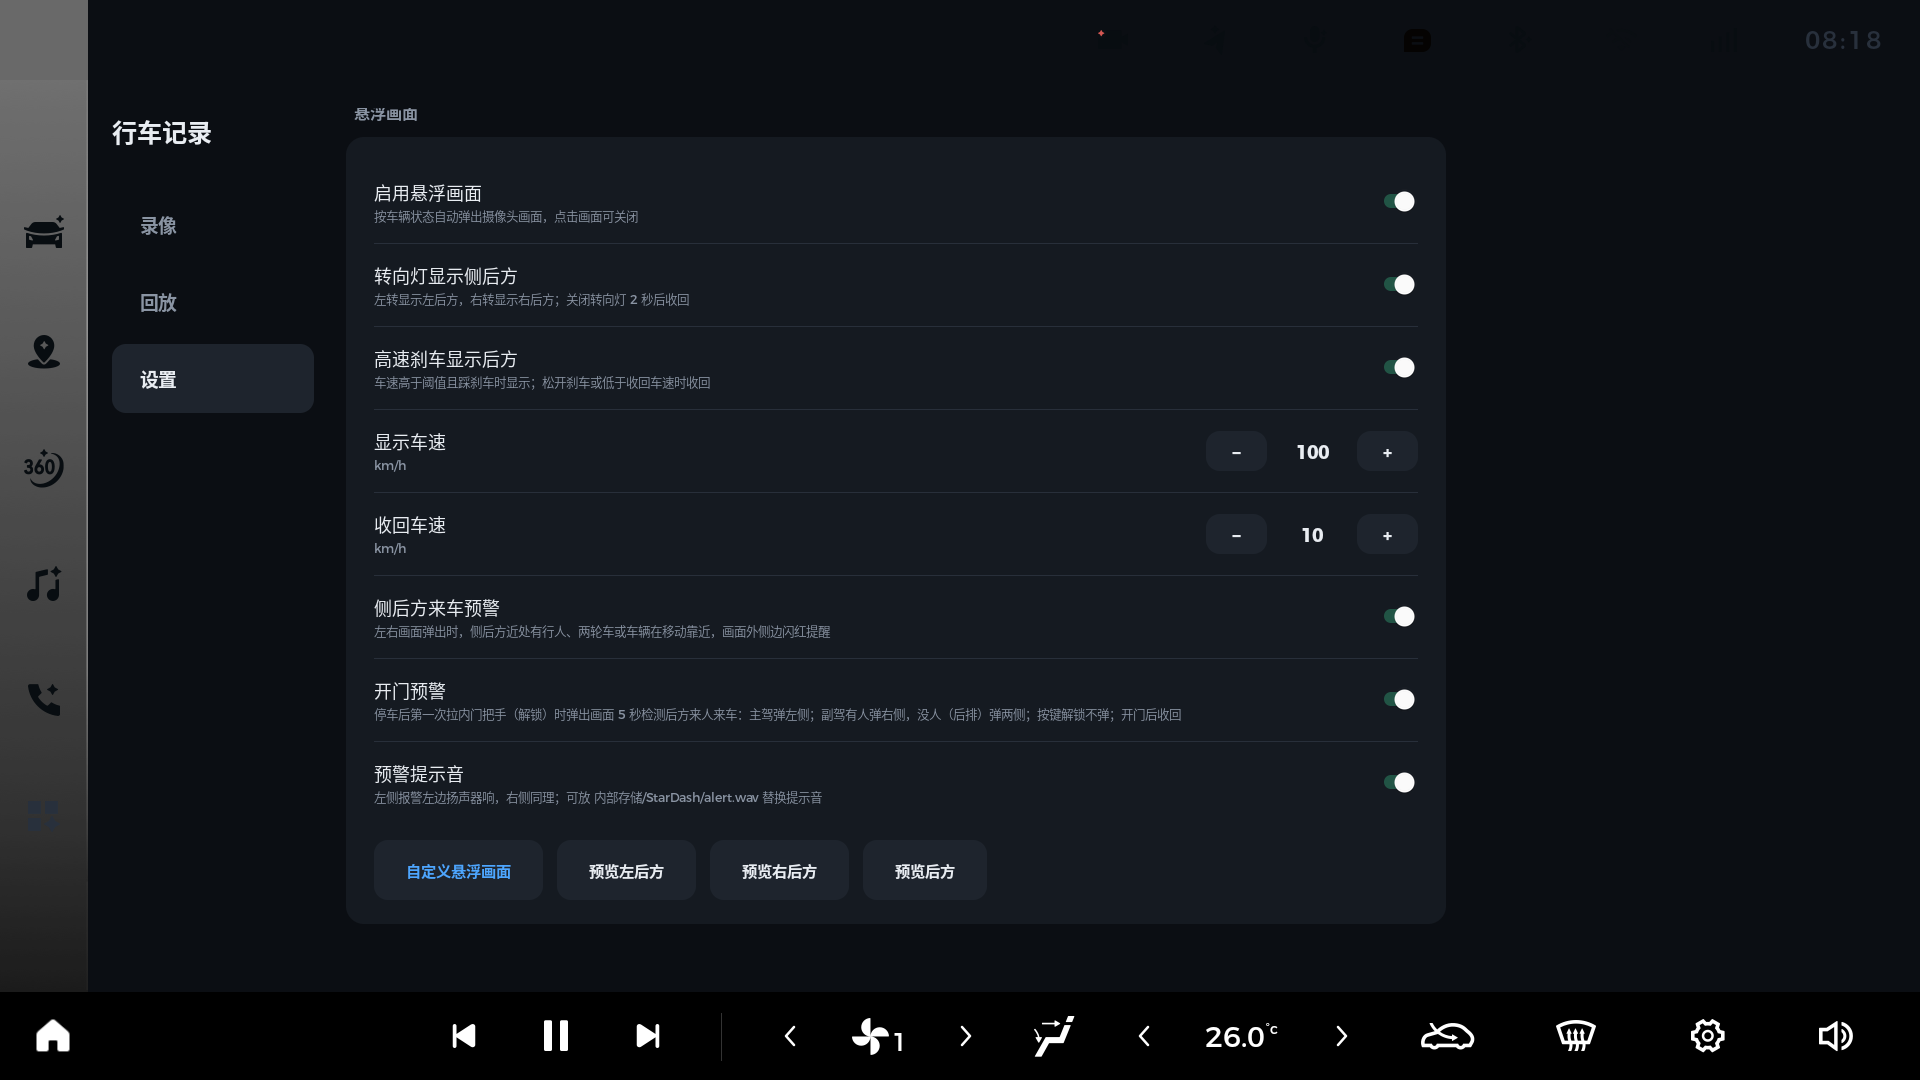 08:18
360
行车记录
录像
回放
设置
悬浮画面
启用悬浮画面
按车辆状态自动弹出摄像头画面，点击画面可关闭
转向灯显示侧后方
左转显示左后方，右转显示右后方；关闭转向灯 2 秒后收回
高速刹车显示后方
车速高于阈值且踩刹车时显示；松开刹车或低于收回车速时收回
显示车速
km/h
− 100 +
收回车速
km/h
− 10 +
侧后方来车预警
左右画面弹出时，侧后方近处有行人、两轮车或车辆在移动靠近，画面外侧边闪红提醒
开门预警
停车后第一次拉内门把手（解锁）时弹出画面 5 秒检测后方来人来车：主驾弹左侧；副驾有人弹右侧，没人（后排）弹两侧；按键解锁不弹；开门后收回
预警提示音
左侧报警左边扬声器响，右侧同理；可放 内部存储/StarDash/alert.wav 替换提示音
自定义悬浮画面
预览左后方
预览右后方
预览后方
1
26.0°C